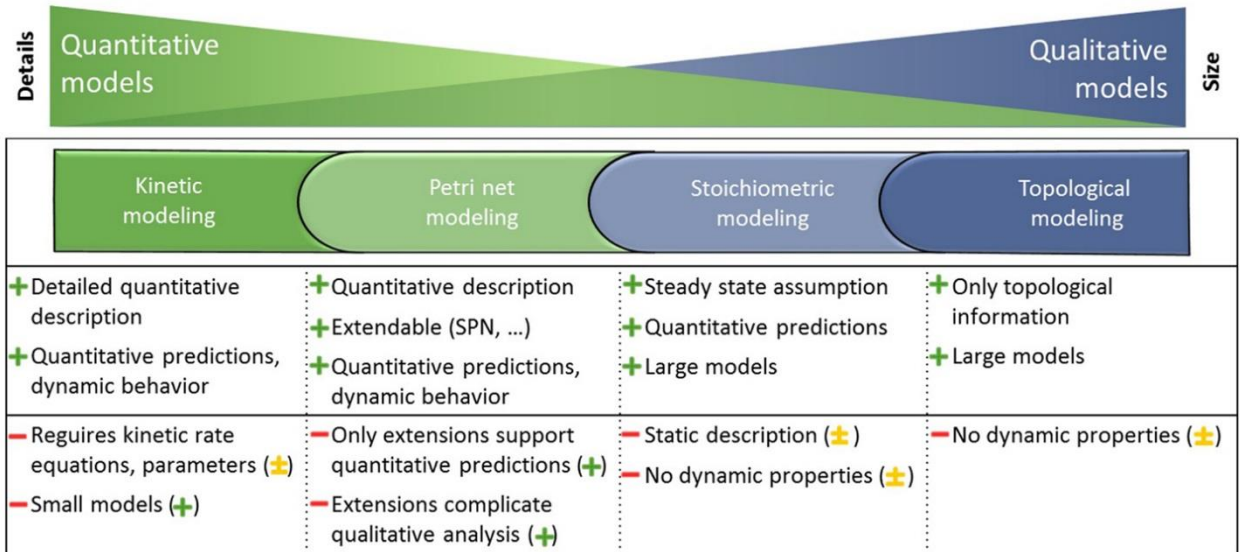 Details
Quantitative
models
Qualitative
models
Size
Kinetic
modeling
Petri net
modeling
Stoichiometric
modeling
Topological
modeling
+ Detailed quantitative
description
+ Quantitative predictions,
dynamic behavior
+ Quantitative description
+ Extendable (SPN, ...)
+ Quantitative predictions,
dynamic behavior
+ Steady state assumption
+ Quantitative predictions
+ Large models
+ Only topological
information
+ Large models
− Reguires kinetic rate
equations, parameters (±)
− Small models (+)
− Only extensions support
quantitative predictions (+)
− Extensions complicate
qualitative analysis (+)
− Static description (±)
− No dynamic properties (±)
− No dynamic properties (±)